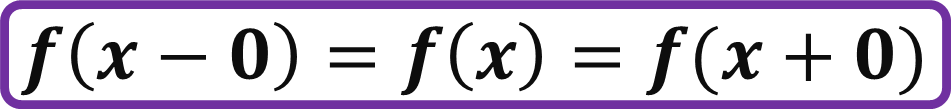 f(x − 0) = f(x) = f(x + 0)